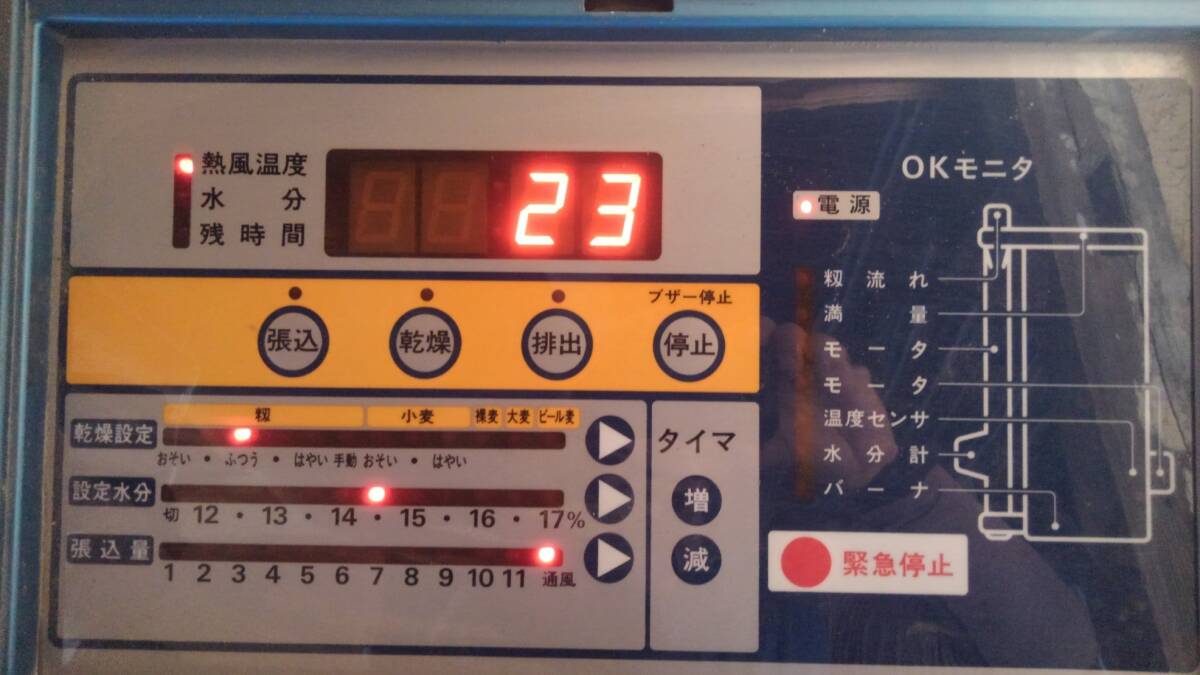 熱風温度
水分
残時間
23
OKモニタ
電源
籾流れ
満量
モータ
モータ
温度センサ
水分計
バーナ
緊急停止
ブザー停止
張込
乾燥
排出
停止
籾 小麦 裸麦 大麦 ビール麦
乾燥設定
おそい・ふつう・はやい 手動 おそい・はやい
設定水分
切 12・13・14・15・16・17%
張込量
1 2 3 4 5 6 7 8 9 10 11 通風
タイマ
増
減